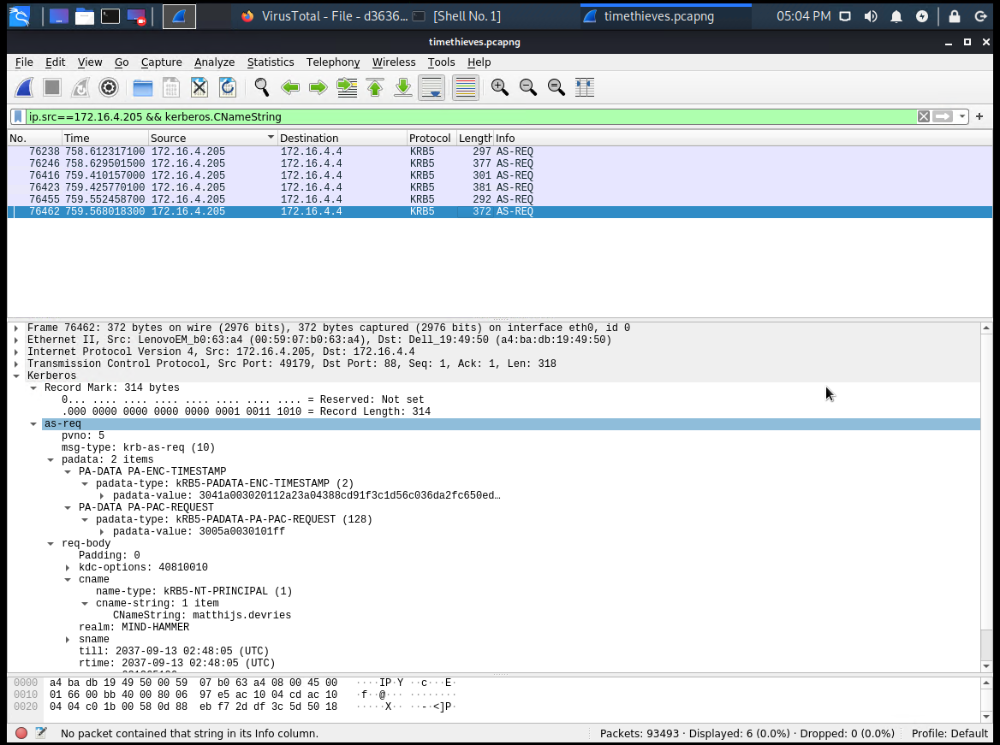 VirusTotal - File - d3636... [Shell No. 1] timethieves.pcapng 05:04 PM
timethieves.pcapng
File Edit View Go Capture Analyze Statistics Telephony Wireless Tools Help
ip.src==172.16.4.205 && kerberos.CNameString
No. Time Source Destination Protocol Length Info
76238 758.612317100 172.16.4.205 172.16.4.4 KRB5 297 AS-REQ
76246 758.629501500 172.16.4.205 172.16.4.4 KRB5 377 AS-REQ
76416 759.410157000 172.16.4.205 172.16.4.4 KRB5 301 AS-REQ
76423 759.425770100 172.16.4.205 172.16.4.4 KRB5 381 AS-REQ
76455 759.552458700 172.16.4.205 172.16.4.4 KRB5 292 AS-REQ
76462 759.568018300 172.16.4.205 172.16.4.4 KRB5 372 AS-REQ
Frame 76462: 372 bytes on wire (2976 bits), 372 bytes captured (2976 bits) on interface eth0, id 0
Ethernet II, Src: LenovoEM_b0:63:a4 (00:59:07:b0:63:a4), Dst: Dell_19:49:50 (a4:ba:db:19:49:50)
Internet Protocol Version 4, Src: 172.16.4.205, Dst: 172.16.4.4
Transmission Control Protocol, Src Port: 49179, Dst Port: 88, Seq: 1, Ack: 1, Len: 318
Kerberos
Record Mark: 314 bytes
0... .... .... .... .... .... .... .... = Reserved: Not set
.000 0000 0000 0000 0000 0001 0011 1010 = Record Length: 314
as-req
pvno: 5
msg-type: krb-as-req (10)
padata: 2 items
PA-DATA PA-ENC-TIMESTAMP
padata-type: kRB5-PADATA-ENC-TIMESTAMP (2)
padata-value: 3041a003020112a23a04388cd91f3c1d56c036da2fc650ed…
PA-DATA PA-PAC-REQUEST
padata-type: kRB5-PADATA-PA-PAC-REQUEST (128)
padata-value: 3005a0030101ff
req-body
Padding: 0
kdc-options: 40810010
cname
name-type: kRB5-NT-PRINCIPAL (1)
cname-string: 1 item
CNameString: matthijs.devries
realm: MIND-HAMMER
sname
till: 2037-09-13 02:48:05 (UTC)
rtime: 2037-09-13 02:48:05 (UTC)
0000 a4 ba db 19 49 50 00 59 07 b0 63 a4 08 00 45 00 ····IP·Y ··c···E·
0010 01 66 00 bb 40 00 80 06 97 e5 ac 10 04 cd ac 10 ·f··@··· ········
0020 04 04 c0 1b 00 58 0d 88 eb f7 2d df 3c 5d 50 18 ·····X·· ··-·<]P·
No packet contained that string in its Info column. Packets: 93493 · Displayed: 6 (0.0%) · Dropped: 0 (0.0%) Profile: Default